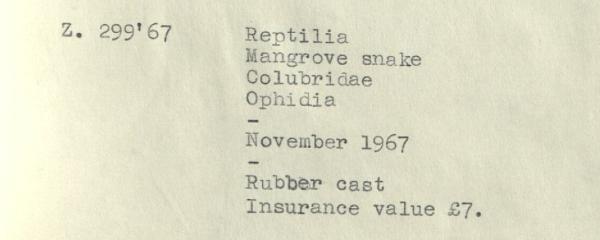 Z. 299'67 Reptilia
Mangrove snake
Colubridae
Ophidia
-
November 1967
-
Rubber cast
Insurance value £7.